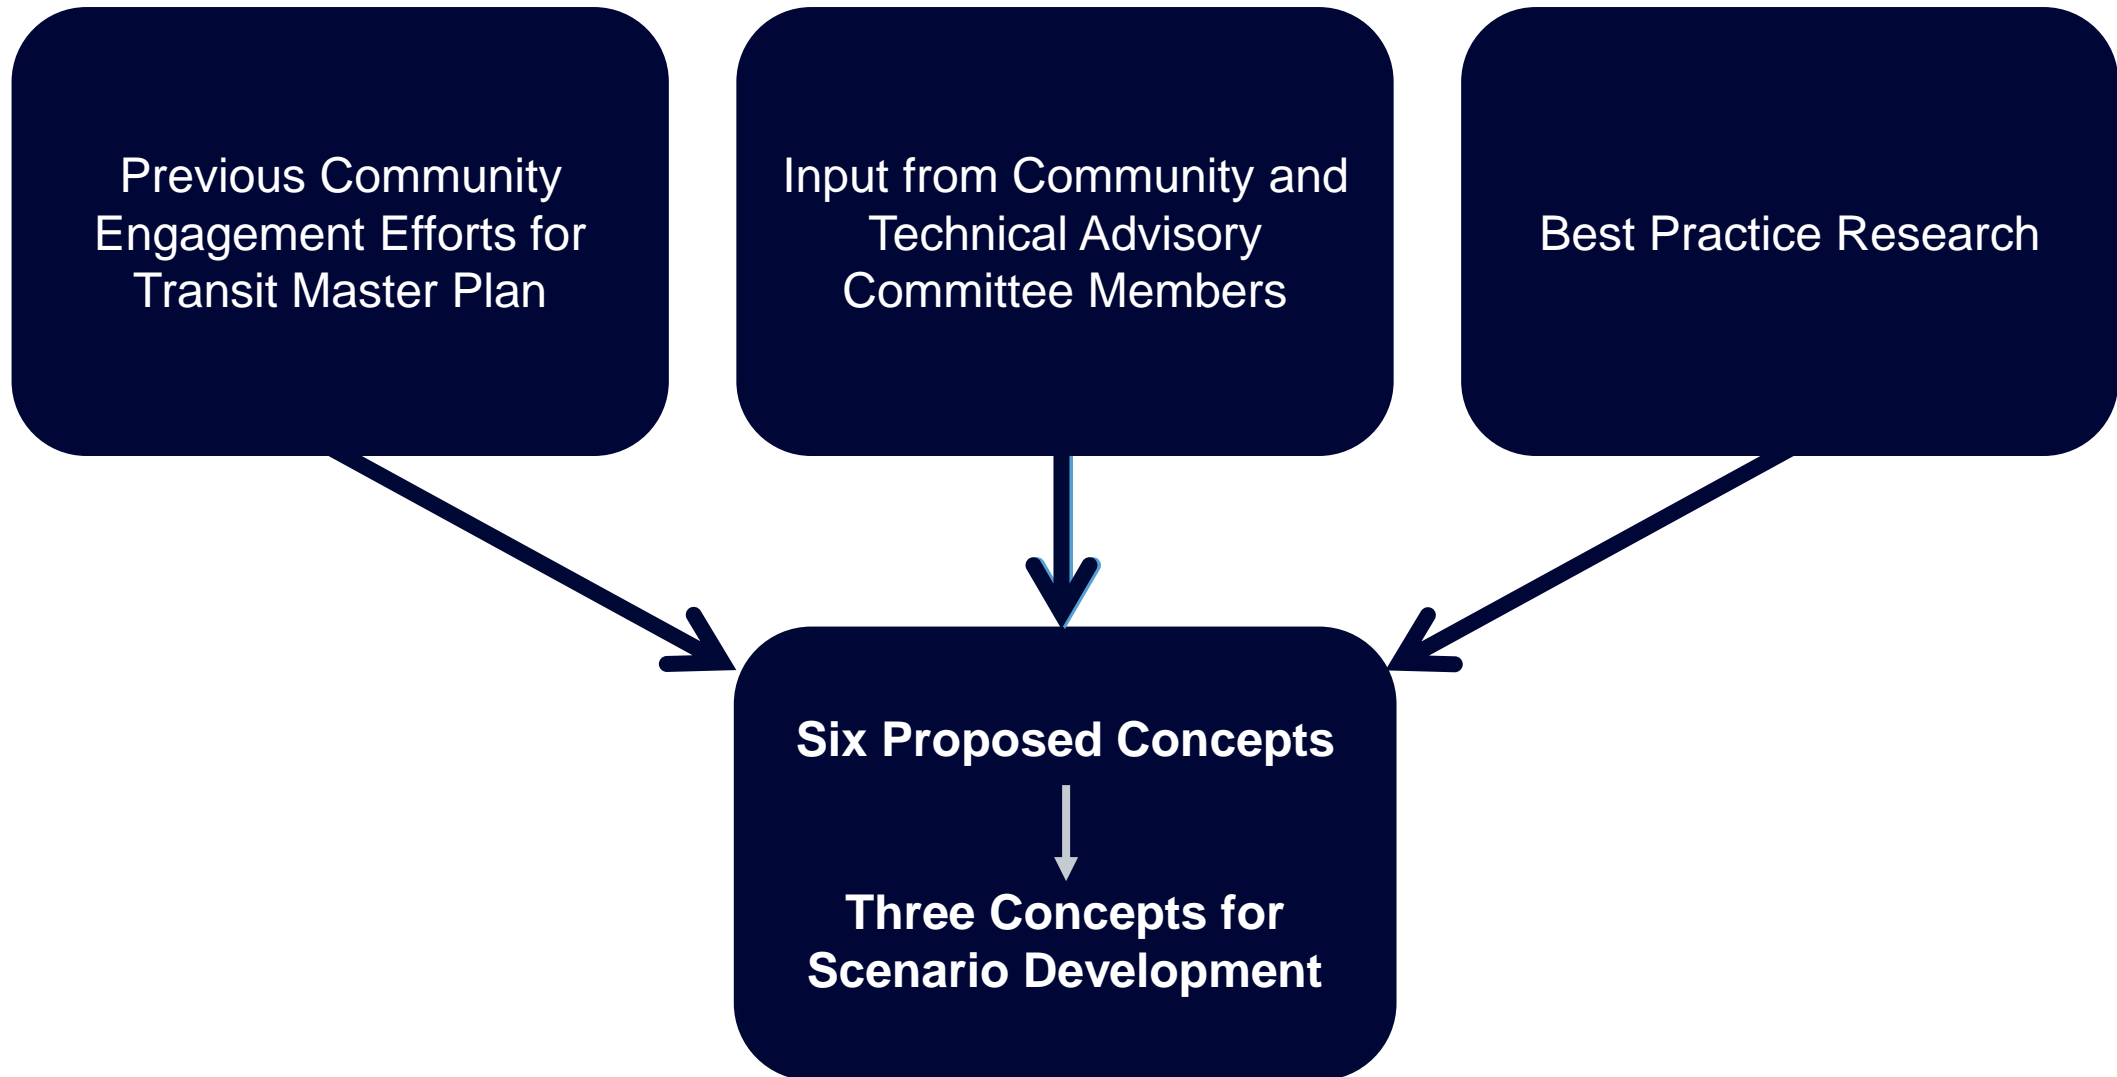 Previous Community
Engagement Efforts for
Transit Master Plan
Input from Community and
Technical Advisory
Committee Members
Best Practice Research
Six Proposed Concepts
Three Concepts for
Scenario Development